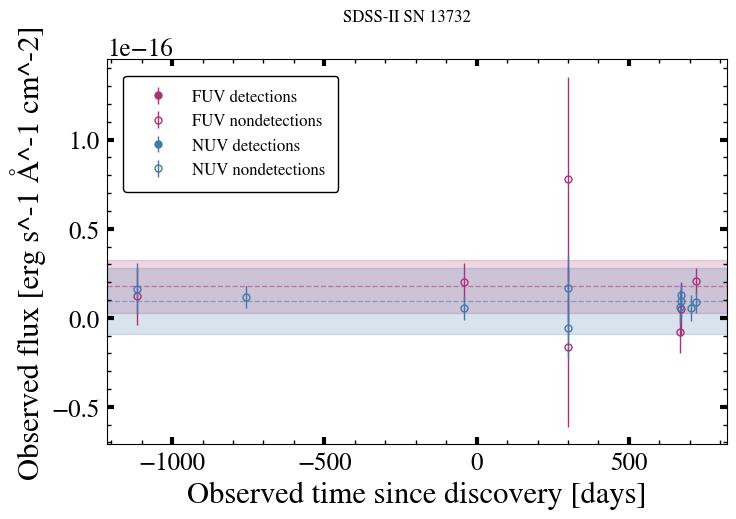 SDSS-II SN 13732
1e−16
FUV detections
FUV nondetections
NUV detections
NUV nondetections
1.0
0.5
0.0
−0.5
−1000 −500 0 500
Observed time since discovery [days]
Observed flux [erg s^-1 Å^-1 cm^-2]